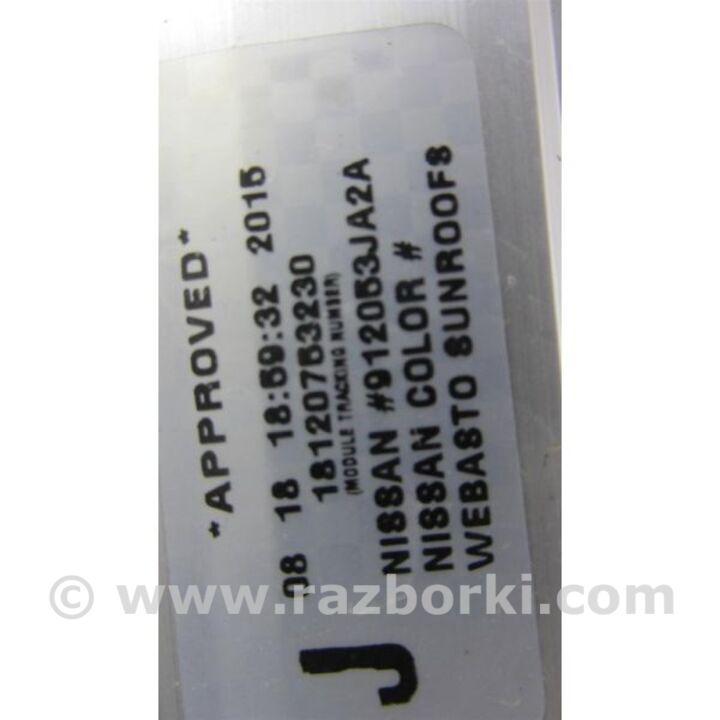 *APPROVED*
08 18 18:59:32 2015
18120753230
(MODULE TRACKING NUMBER)
NISSAN #912053JA2A
NISSAN COLOR #
WEBASTO SUNROOFS
J
© www.razborki.com